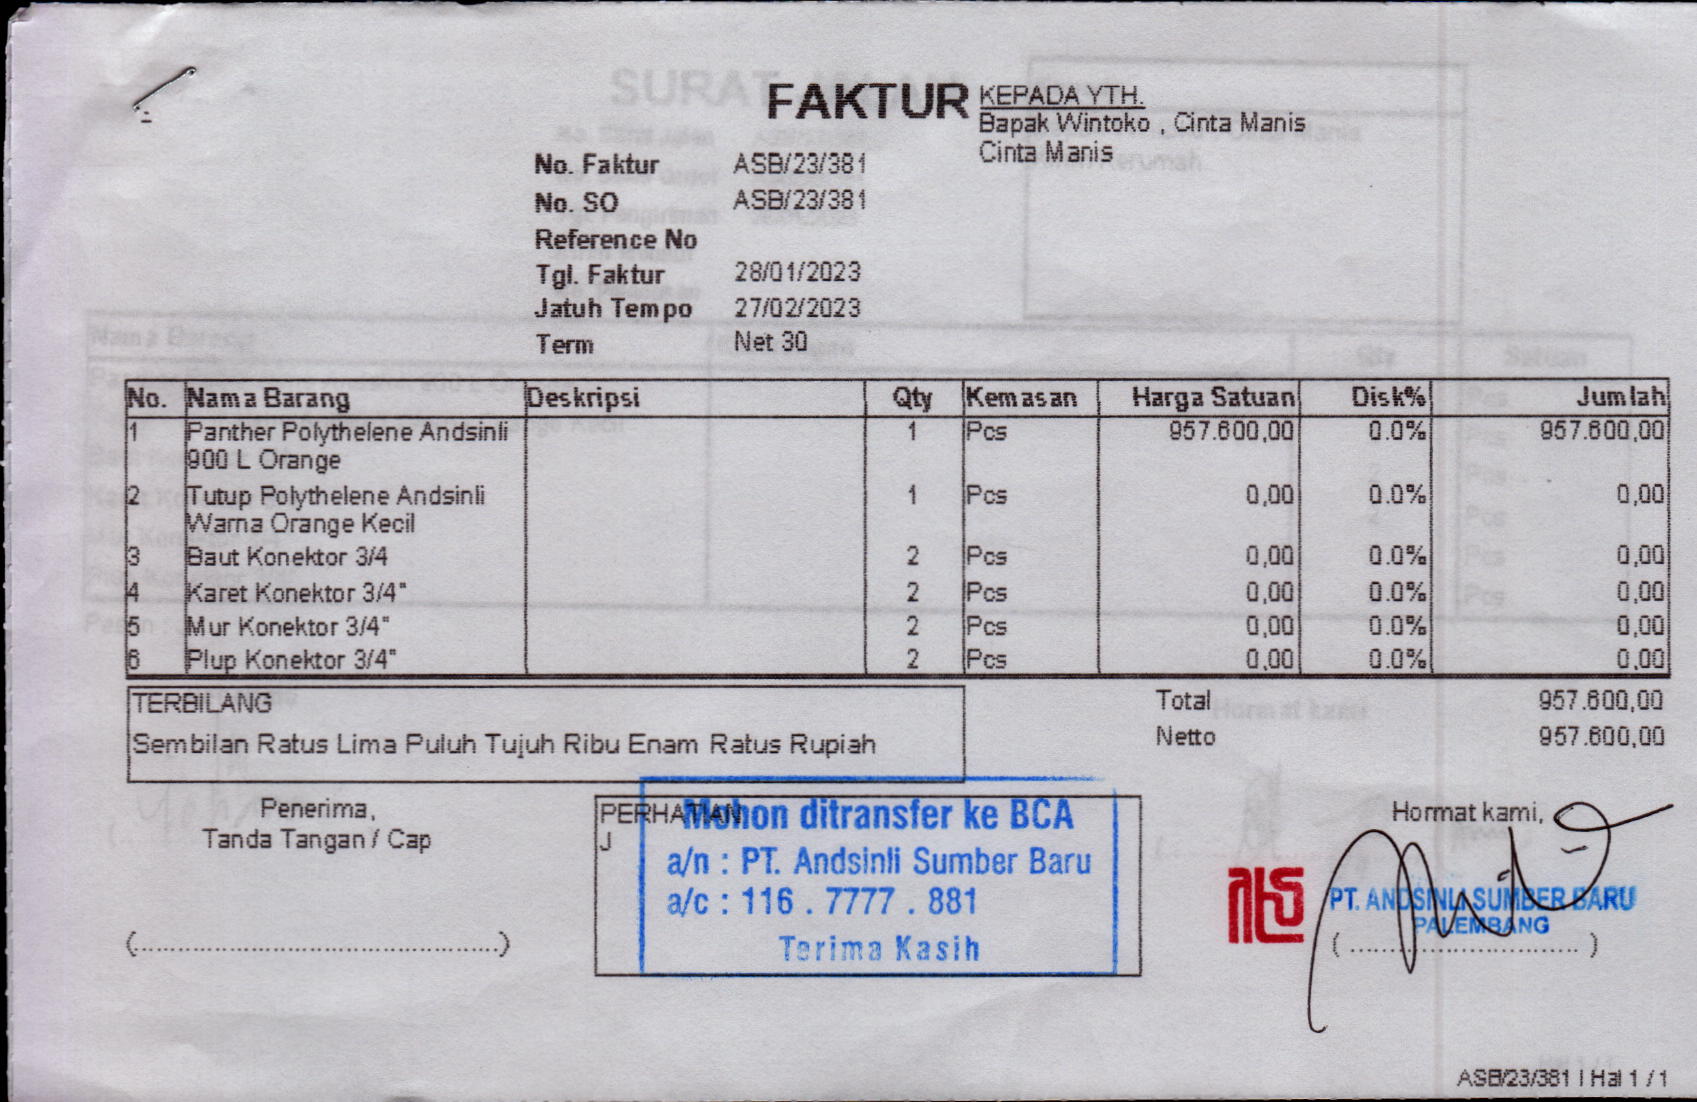 FAKTUR
KEPADA YTH.
Bapak Wintoko , Cinta Manis
Cinta Manis
No. Faktur ASB/23/381
No. SO ASB/23/381
Reference No
Tgl. Faktur 28/01/2023
Jatuh Tempo 27/02/2023
Term Net 30
No. Nama Barang Deskripsi Qty Kemasan Harga Satuan Disk% Jumlah
1 Panther Polythelene Andsinli 1 Pcs 957.600,00 0.0% 957.600,00
900 L Orange
2 Tutup Polythelene Andsinli 1 Pcs 0,00 0.0% 0,00
Warna Orange Kecil
3 Baut Konektor 3/4 2 Pcs 0,00 0.0% 0,00
4 Karet Konektor 3/4" 2 Pcs 0,00 0.0% 0,00
5 Mur Konektor 3/4" 2 Pcs 0,00 0.0% 0,00
6 Plup Konektor 3/4" 2 Pcs 0,00 0.0% 0,00
TERBILANG
Sembilan Ratus Lima Puluh Tujuh Ribu Enam Ratus Rupiah
Total 957.600,00
Netto 957.600,00
Penerima,
Tanda Tangan / Cap
(..........................................)
PERHATIAN
J
Mohon ditransfer ke BCA
a/n : PT. Andsinli Sumber Baru
a/c : 116 . 7777 . 881
Terima Kasih
Hormat kami,
PT. ANDSINLI SUMBER BARU
PALEMBANG
( .............................. )
ASB/23/381 | Hal 1 / 1